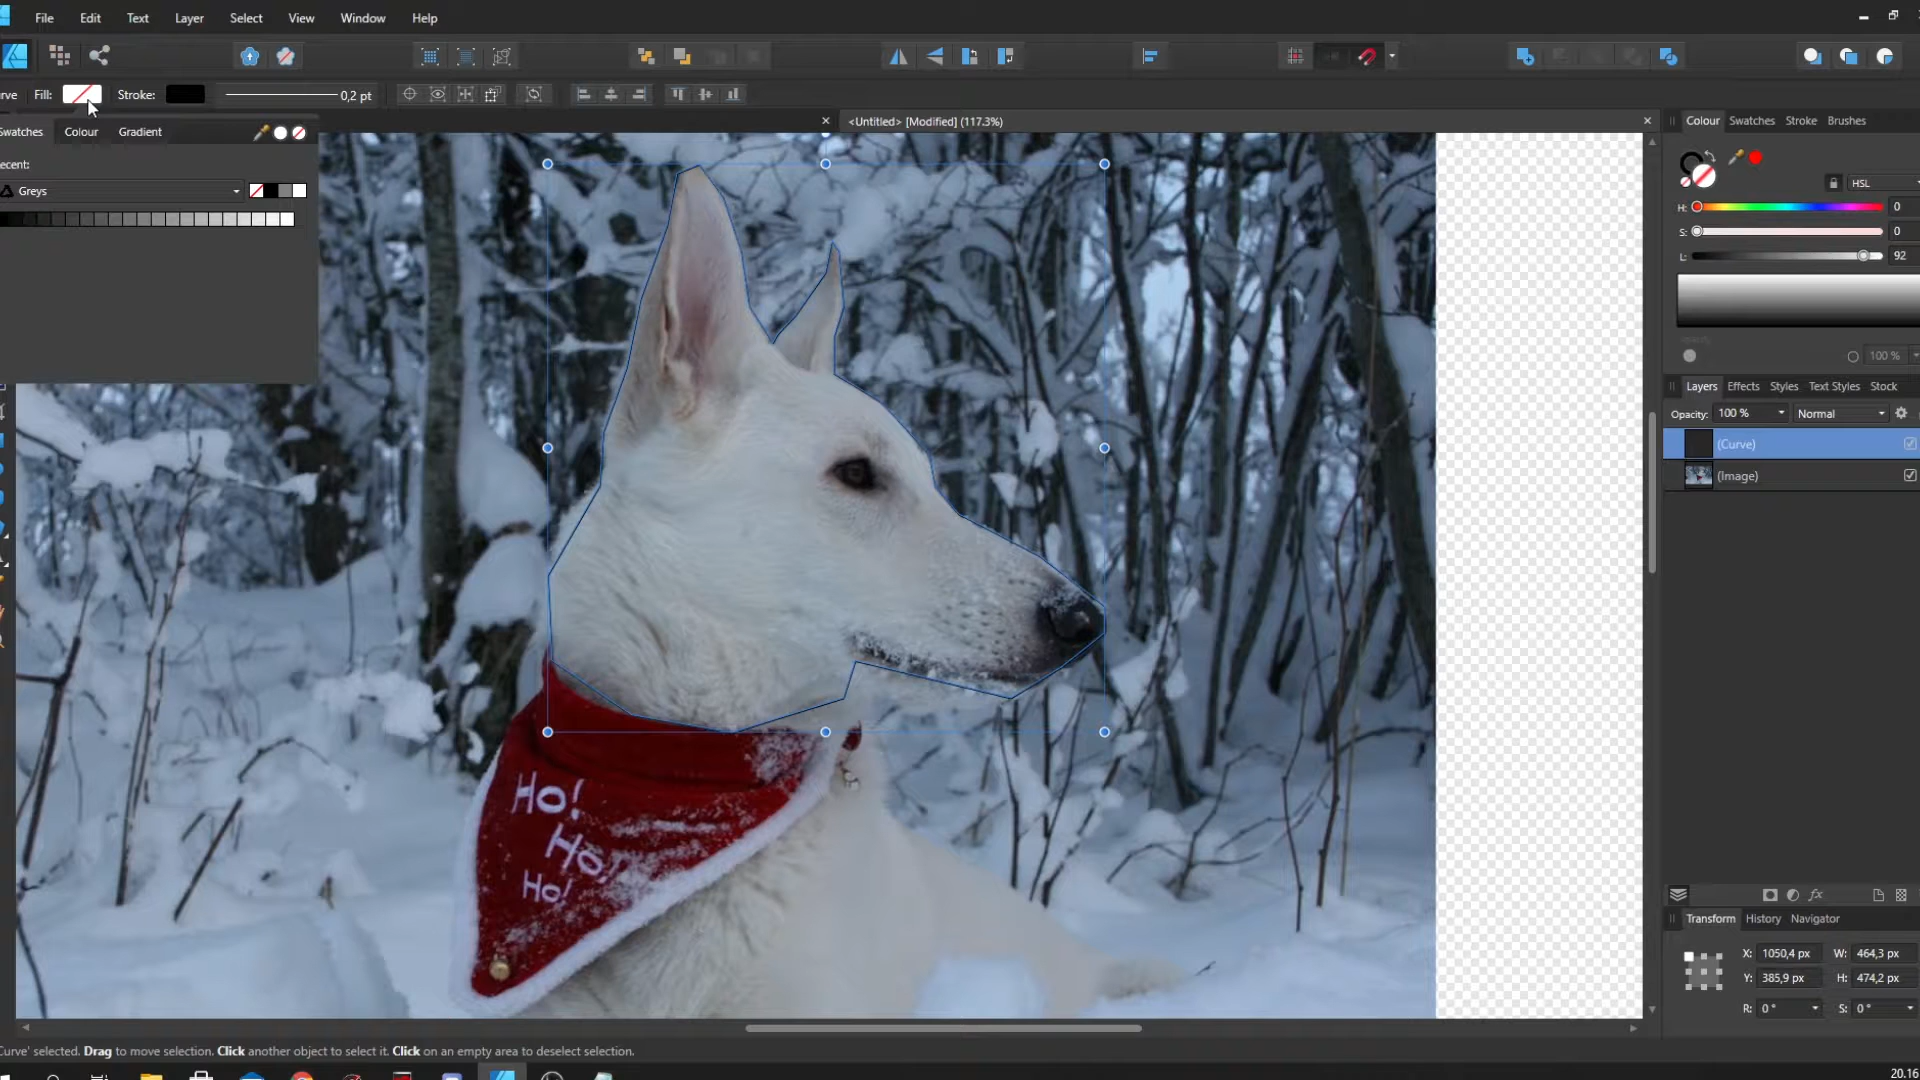 File Edit Text Layer Select View Window Help
rve Fill: Stroke: 0,2 pt
<Untitled> [Modified] (117.3%)
Swatches Colour Gradient
ecent:
Greys
Colour Swatches Stroke Brushes
HSL
H: 0
S: 0
L: 92
100 %
Layers Effects Styles Text Styles Stock
Opacity: 100 % Normal
(Curve)
(Image)
Ho!
Ho!
Ho!
Transform History Navigator
X: 1050,4 px W: 464,3 px
Y: 385,9 px H: 474,2 px
R: 0 ° S: 0 °
'Curve' selected. Drag to move selection. Click another object to select it. Click on an empty area to deselect selection.
20.16